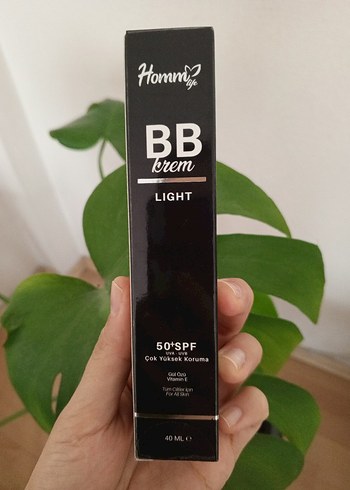 Homm
life
BB
krem
LIGHT
50+SPF
UVA - UVB
Çok Yüksek Koruma
Gül Özü
Vitamin E
Tüm Ciltler İçin
For All Skin
40 ML ℮